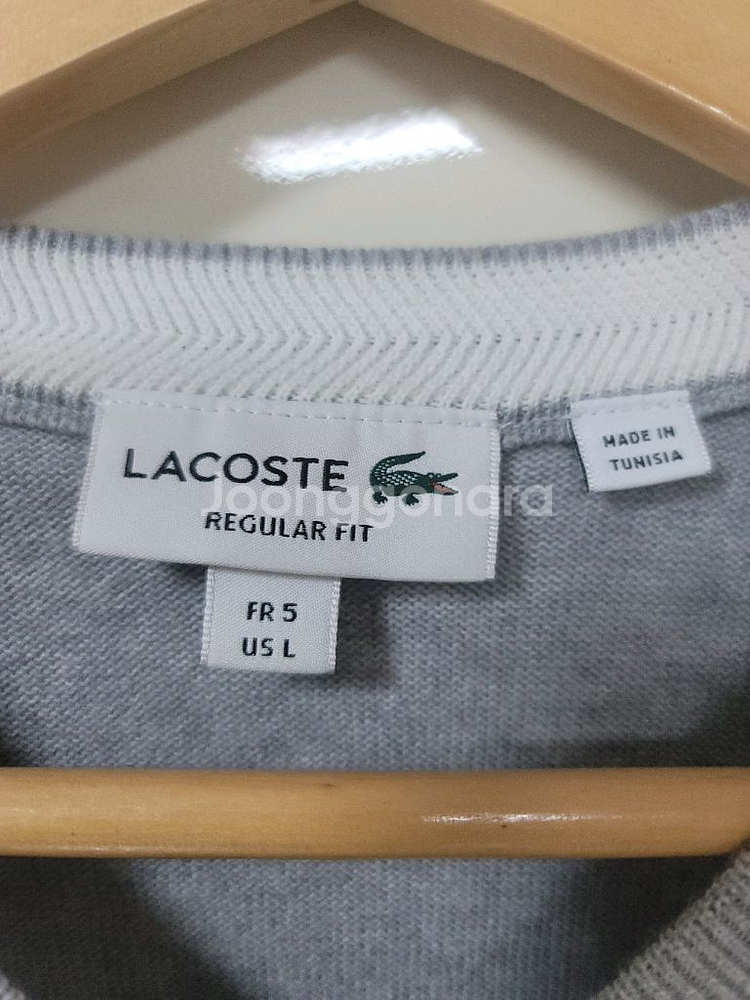 LACOSTE
REGULAR FIT
FR 5
US L
MADE IN
TUNISIA
Joonggonara